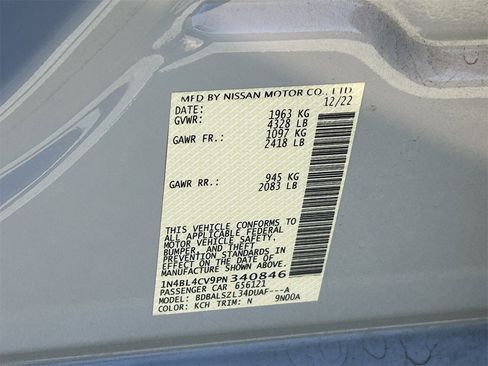 MFD BY NISSAN MOTOR CO., LTD.
DATE: 12/22
GVWR: 1963 KG
4328 LB
GAWR FR.: 1097 KG
2418 LB
GAWR RR.: 945 KG
2083 LB
THIS VEHICLE CONFORMS TO
ALL APPLICABLE FEDERAL
MOTOR VEHICLE SAFETY,
BUMPER, AND THEFT
PREVENTION STANDARDS IN
EFFECT ON THE DATE OF
MANUFACTURE SHOWN ABOVE.
1N4BL4CV9PN340846
PASSENGER CAR 656121
MODEL: BDBALSZL34DUAF---A
COLOR: KCH TRIM: N 9N00A